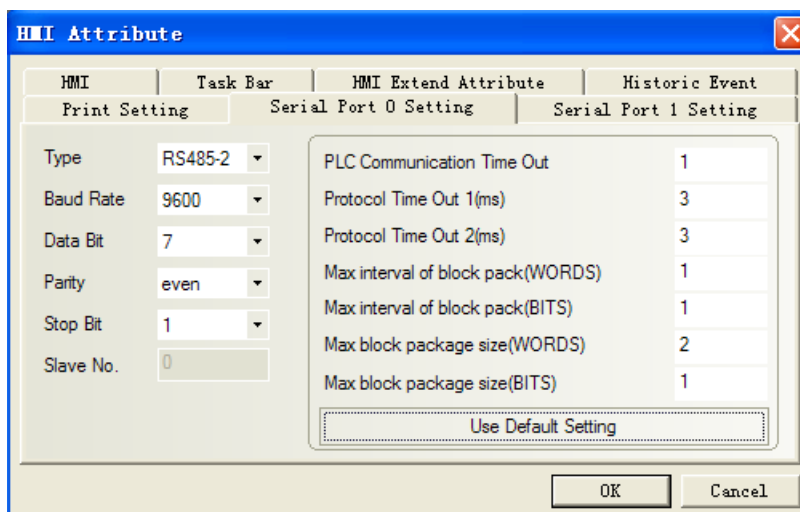 HMI Attribute
HMI Task Bar HMI Extend Attribute Historic Event
Print Setting Serial Port 0 Setting Serial Port 1 Setting
Type RS485-2
Baud Rate 9600
Data Bit 7
Parity even
Stop Bit 1
Slave No. 0
PLC Communication Time Out 1
Protocol Time Out 1(ms) 3
Protocol Time Out 2(ms) 3
Max interval of block pack(WORDS) 1
Max interval of block pack(BITS) 1
Max block package size(WORDS) 2
Max block package size(BITS) 1
Use Default Setting
OK Cancel